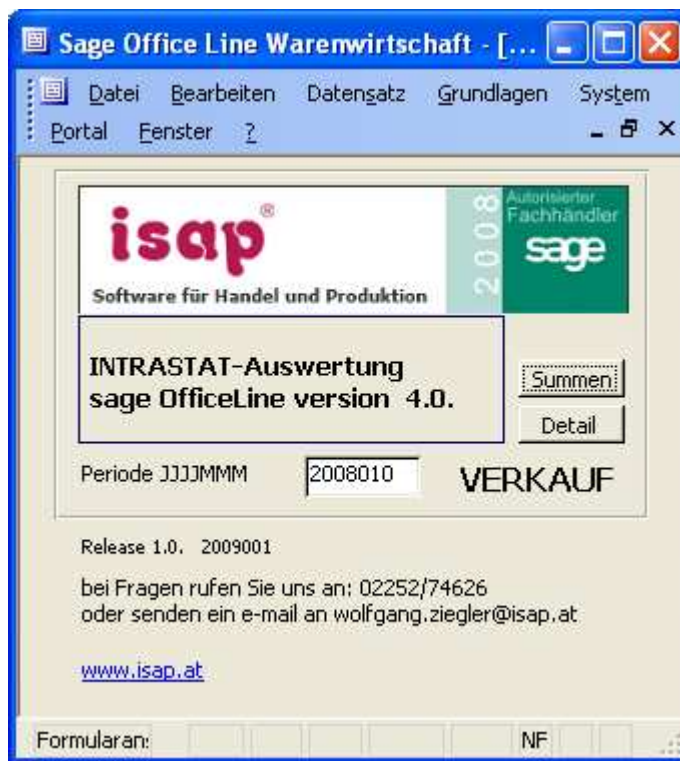 Sage Office Line Warenwirtschaft - [...
Datei Bearbeiten Datensatz Grundlagen System
Portal Fenster ?
isap®
Software für Handel und Produktion
2008
Autorisierter
Fachhändler
sage
INTRASTAT-Auswertung
sage OfficeLine version 4.0.
Summen
Detail
Periode JJJJMMM 2008010 VERKAUF
Release 1.0. 2009001
bei Fragen rufen Sie uns an: 02252/74626
oder senden ein e-mail an wolfgang.ziegler@isap.at
www.isap.at
Formularan: NF